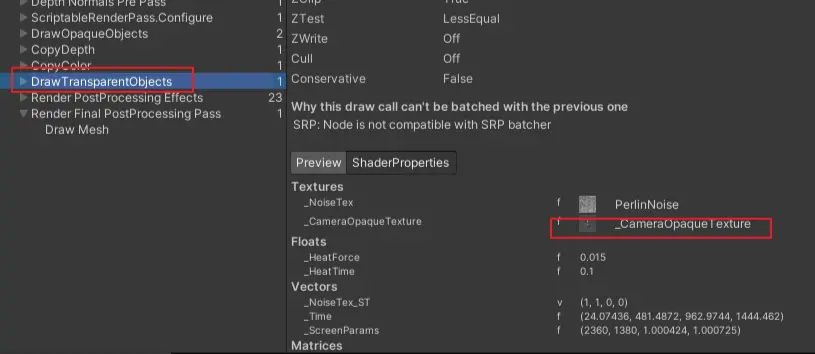 Depth Normals Pre Pass 1
ScriptableRenderPass.Configure 1
DrawOpaqueObjects 2
CopyDepth 1
CopyColor 1
DrawTransparentObjects 1
Render PostProcessing Effects 23
Render Final PostProcessing Pass 1
Draw Mesh
ZClip True
ZTest LessEqual
ZWrite Off
Cull Off
Conservative False
Why this draw call can't be batched with the previous one
SRP: Node is not compatible with SRP batcher
Preview ShaderProperties
Textures
_NoiseTex f PerlinNoise
_CameraOpaqueTexture f _CameraOpaqueTexture
Floats
_HeatForce f 0.015
_HeatTime f 0.1
Vectors
_NoiseTex_ST v (1, 1, 0, 0)
_Time f (24.07436, 481.4872, 962.9744, 1444.462)
_ScreenParams f (2360, 1380, 1.000424, 1.000725)
Matrices